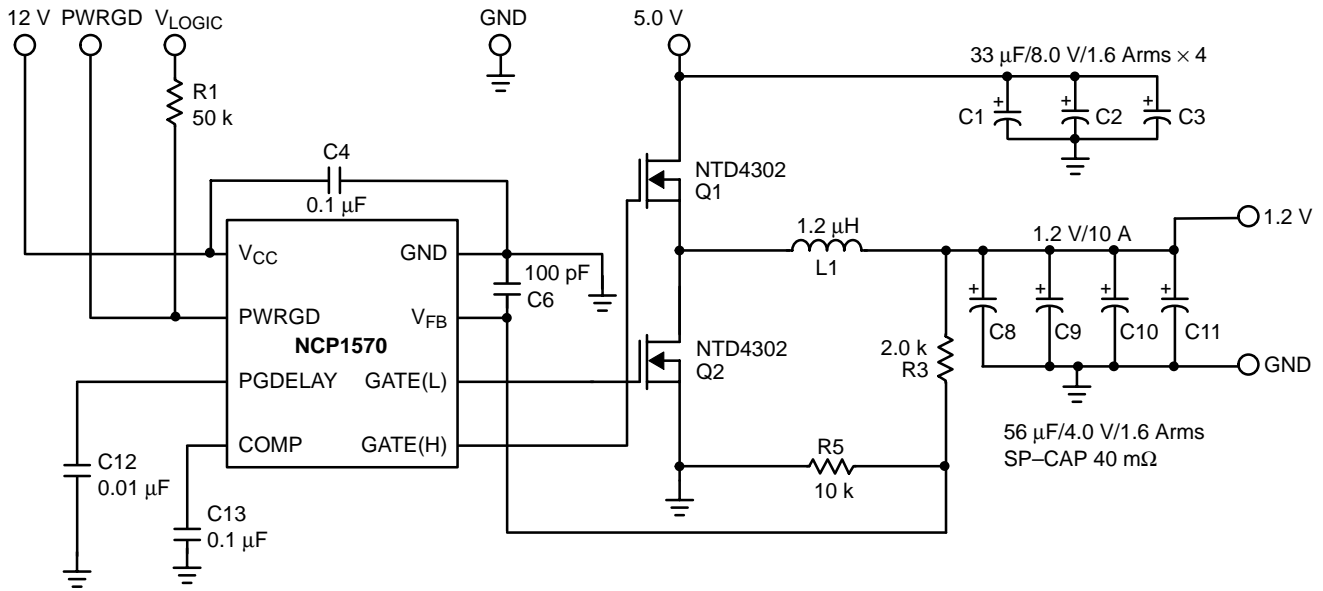 12 V PWRGD VLOGIC GND 5.0 V
33 μF/8.0 V/1.6 Arms × 4
R1
50 k
C1 + C2 + C3 +
C4
0.1 μF
NTD4302
Q1
1.2 μH
L1
1.2 V/10 A
1.2 V
VCC GND
100 pF
C6
PWRGD VFB
NCP1570
PGDELAY GATE(L)
COMP GATE(H)
NTD4302
Q2
2.0 k
R3
+ + + +
C8 C9 C10 C11
GND
56 μF/4.0 V/1.6 Arms
SP–CAP 40 mΩ
R5
10 k
C12
0.01 μF
C13
0.1 μF